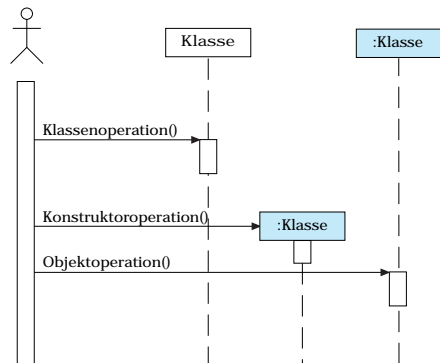 Klasse
:Klasse
Klassenoperation()
Konstruktoroperation()
:Klasse
Objektoperation()